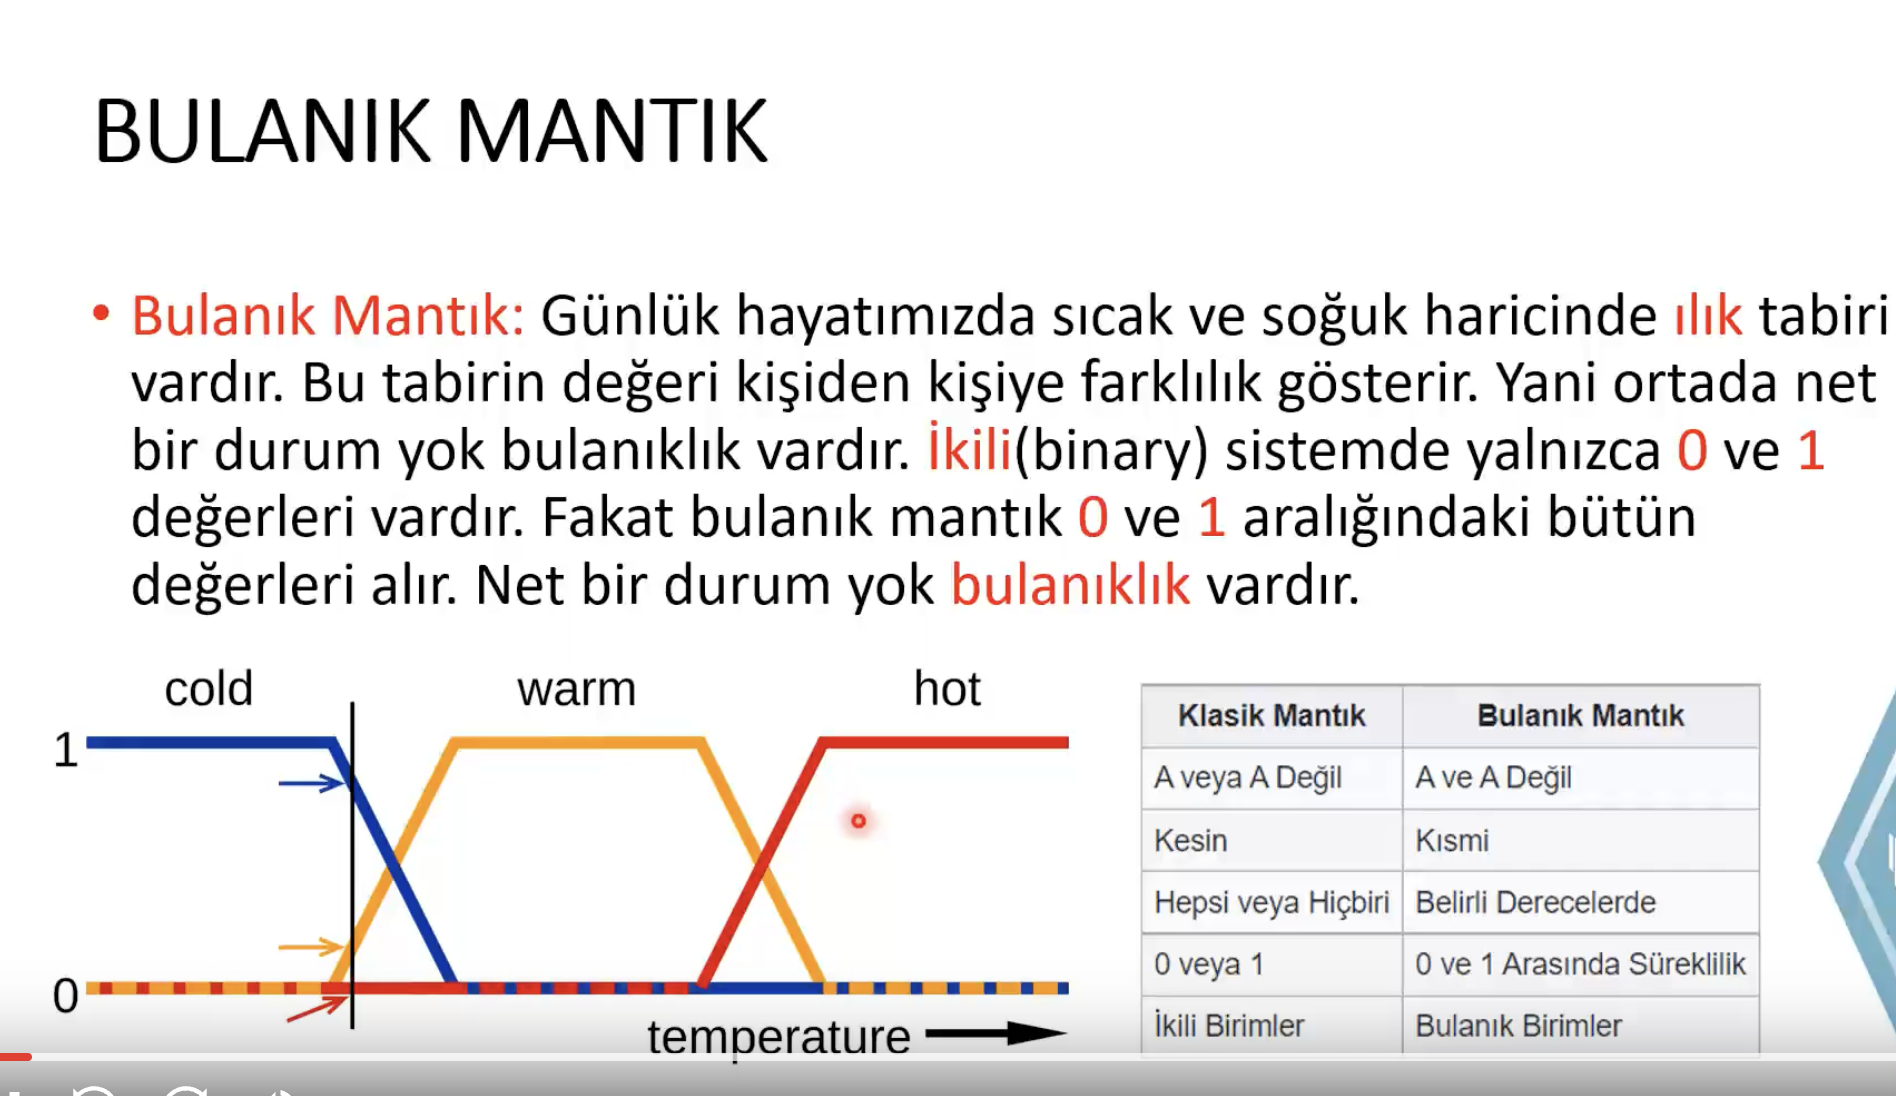 BULANIK MANTIK
• Bulanık Mantık: Günlük hayatımızda sıcak ve soğuk haricinde ılık tabiri
vardır. Bu tabirin değeri kişiden kişiye farklılık gösterir. Yani ortada net
bir durum yok bulanıklık vardır. İkili(binary) sistemde yalnızca 0 ve 1
değerleri vardır. Fakat bulanık mantık 0 ve 1 aralığındaki bütün
değerleri alır. Net bir durum yok bulanıklık vardır.
cold warm hot
1
0
temperature
Klasik Mantık Bulanık Mantık
A veya A Değil A ve A Değil
Kesin Kısmi
Hepsi veya Hiçbiri Belirli Derecelerde
0 veya 1 0 ve 1 Arasında Süreklilik
İkili Birimler Bulanık Birimler